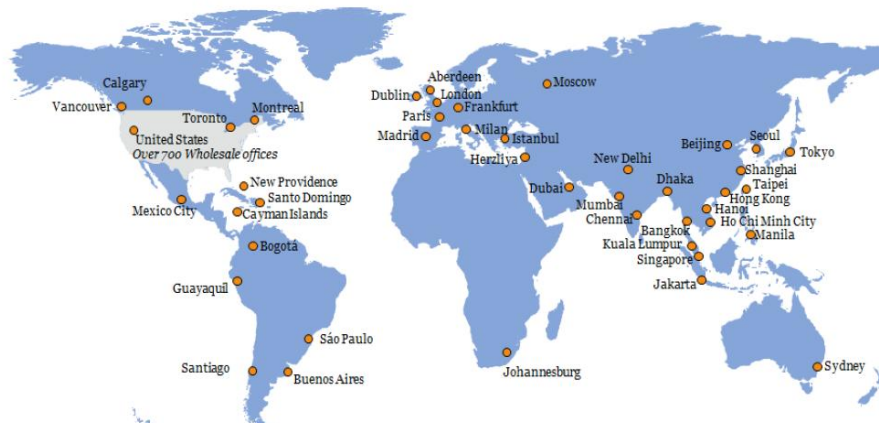 Calgary
Vancouver
Toronto
Montreal
United States
Over 700 Wholesale offices
New Providence
Santo Domingo
Mexico City
Cayman Islands
Bogotá
Guayaquil
São Paulo
Santiago
Buenos Aires
Aberdeen
Dublin
London
Frankfurt
Paris
Madrid
Milan
Istanbul
Moscow
Herzliya
Dubai
Johannesburg
New Delhi
Mumbai
Chennai
Dhaka
Beijing
Seoul
Tokyo
Shanghai
Taipei
Hong Kong
Hanoi
Ho Chi Minh City
Bangkok
Manila
Kuala Lumpur
Singapore
Jakarta
Sydney